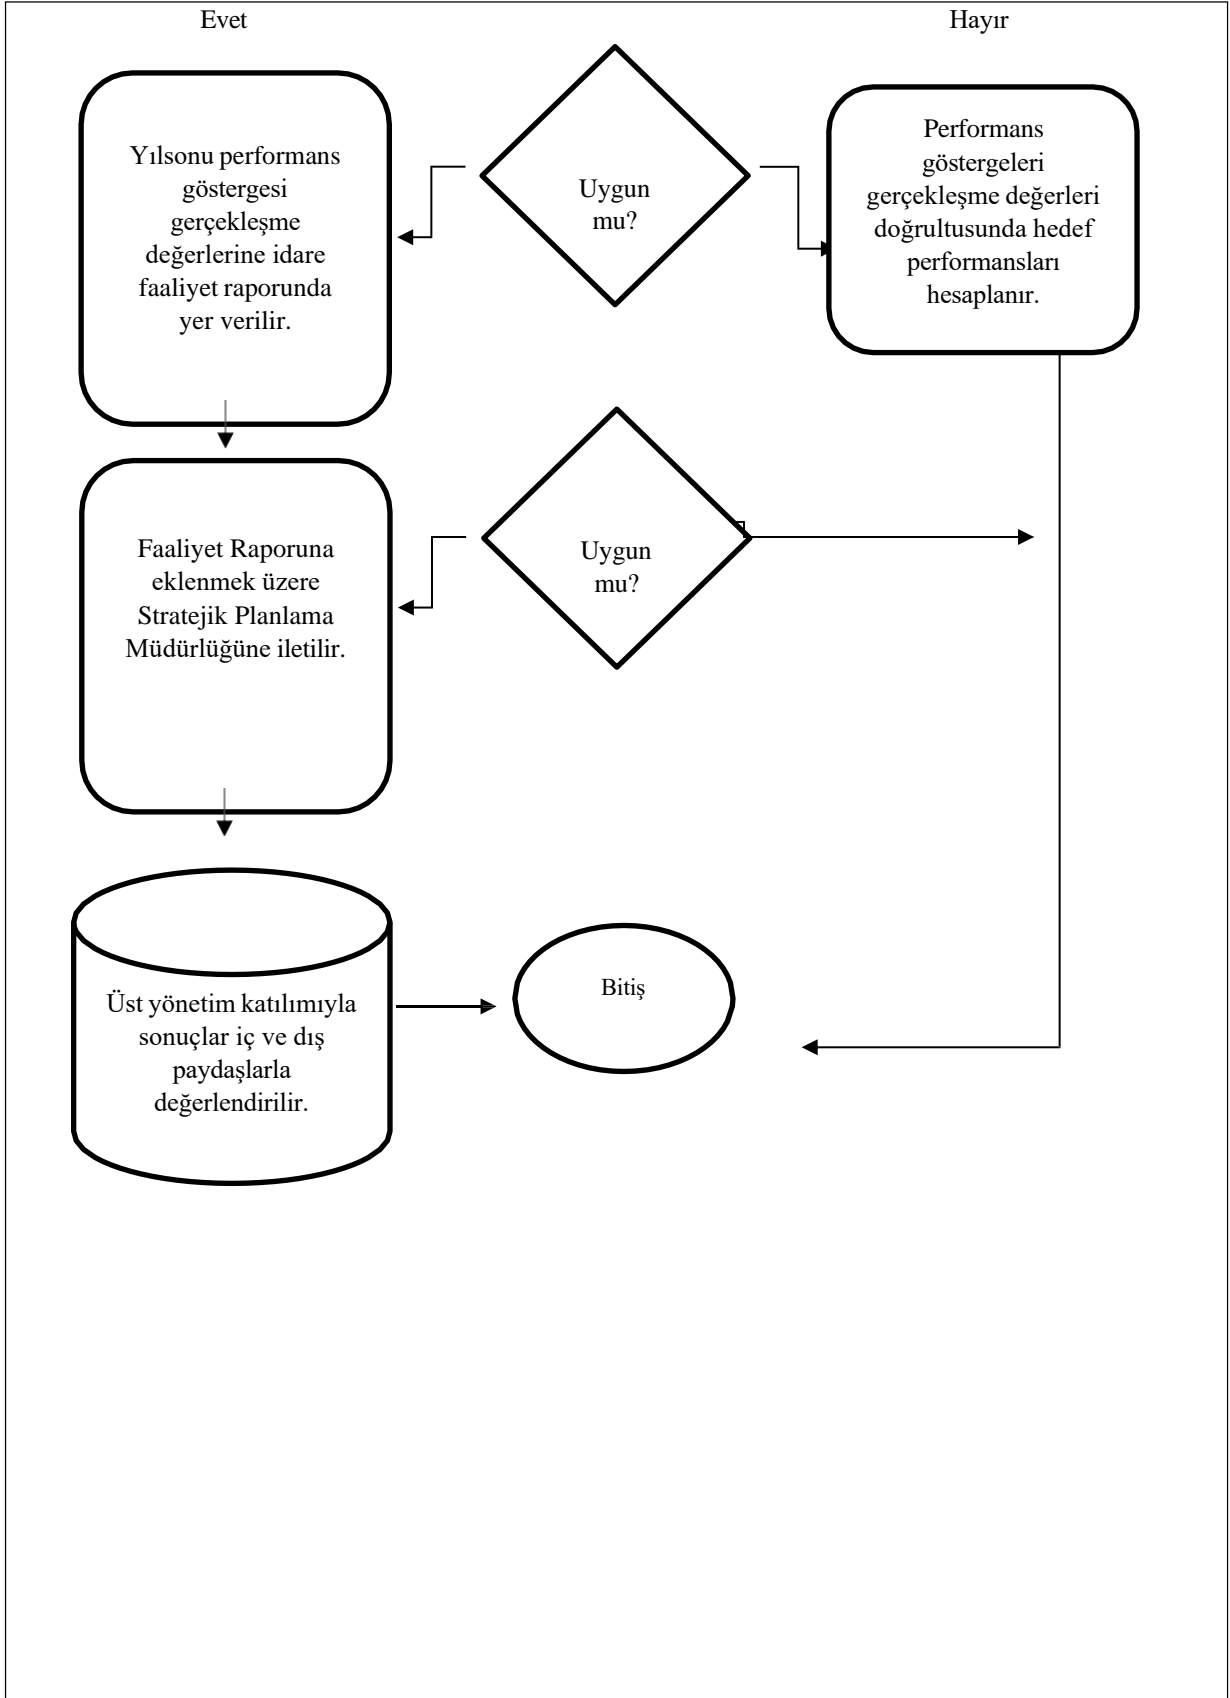 Evet
Hayır
Yılsonu performans
göstergesi
gerçekleşme
değerlerine idare
faaliyet raporunda
yer verilir.
Uygun
mu?
Performans
göstergeleri
gerçekleşme değerleri
doğrultusunda hedef
performansları
hesaplanır.
Faaliyet Raporuna
eklenmek üzere
Stratejik Planlama
Müdürlüğüne iletilir.
Uygun
mu?
Üst yönetim katılımıyla
sonuçlar iç ve dış
paydaşlarla
değerlendirilir.
Bitiş